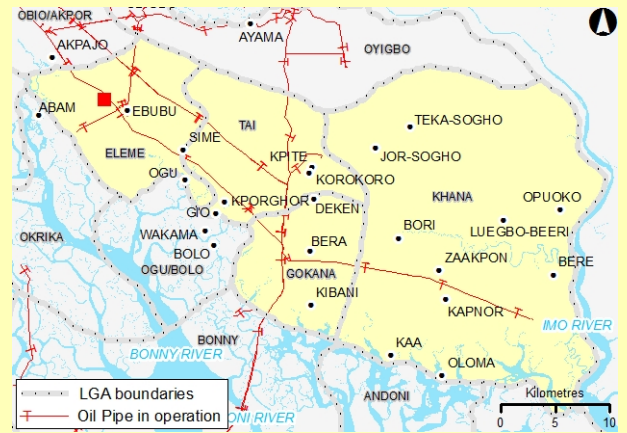 OBIO/AKPOR
AYAMA
AKPAJO
OYIGBO
ABAM
EBUBU
TAI
TEKA-SOGHO
SIME
ELEME
JOR-SOGHO
KPITE
OGU
KOROKORO
KHANA
OPUOKO
GIO
KPORGHOR
DEKEN
LUEGBO-BEERI
OKRIKA
WAKAMA
BORI
BOLO
BERA
OGU/BOLO
ZAAKPON
BERE
GOKANA
KIBANI
KAPNOR
IMO RIVER
BONNY
BONNY RIVER
KAA
OLOMA
ANDONI
LGA boundaries
Oil Pipe in operation
ONI RIVER
Kilometres
0 5 10